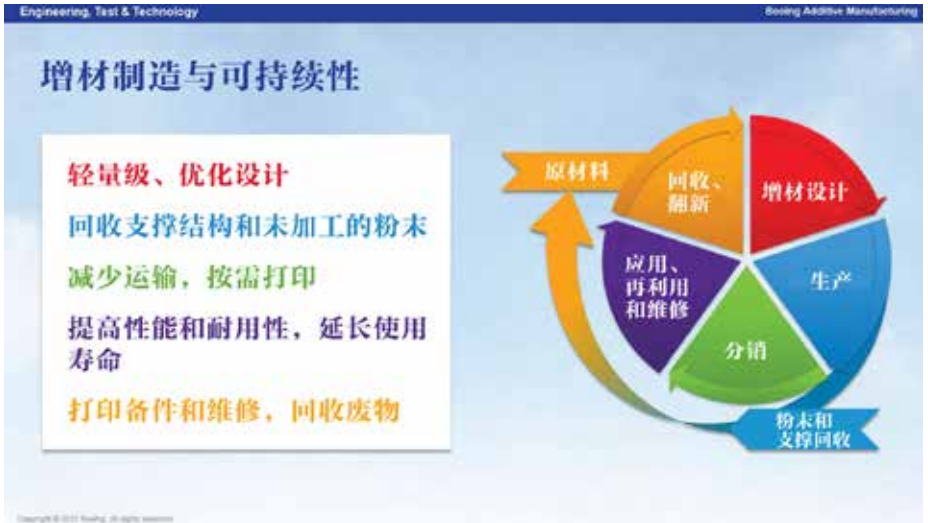 Engineering, Test & Technology
Boeing Additive Manufacturing
增材制造与可持续性
轻量级、优化设计
回收支撑结构和未加工的粉末
减少运输，按需打印
提高性能和耐用性，延长使用
寿命
打印备件和维修，回收废物
原材料
回收、
翻新
增材设计
生产
分销
应用、
再利用
和维修
粉末和
支撑回收